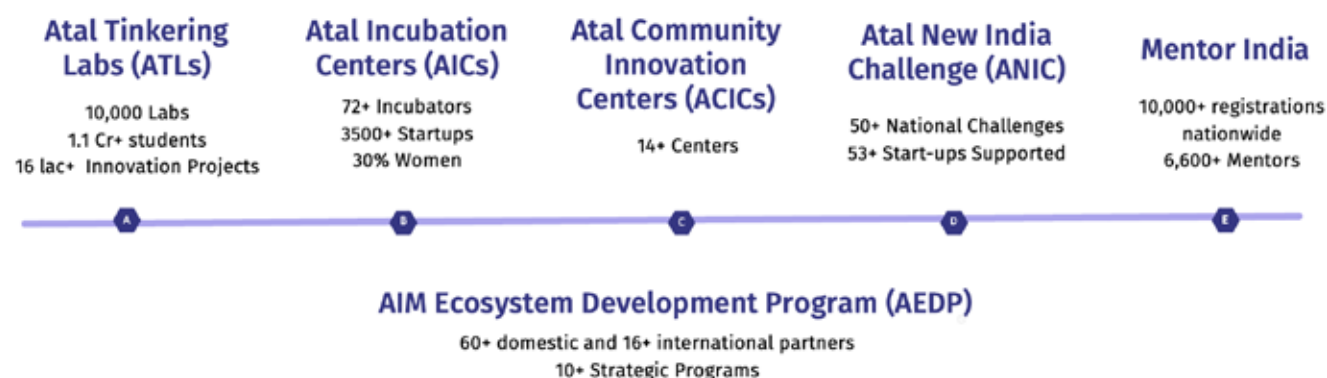 Atal Tinkering
Labs (ATLs)
10,000 Labs
1.1 Cr+ students
16 lac+ Innovation Projects
Atal Incubation
Centers (AICs)
72+ Incubators
3500+ Startups
30% Women
Atal Community
Innovation
Centers (ACICs)
14+ Centers
Atal New India
Challenge (ANIC)
50+ National Challenges
53+ Start-ups Supported
Mentor India
10,000+ registrations
nationwide
6,600+ Mentors
A
B
C
D
E
AIM Ecosystem Development Program (AEDP)
60+ domestic and 16+ international partners
10+ Strategic Programs